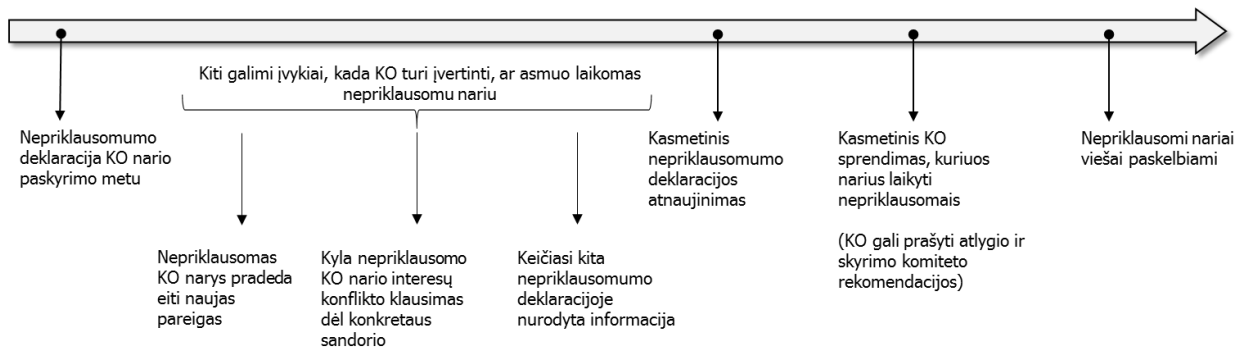 Kiti galimi įvykiai, kada KO turi įvertinti, ar asmuo laikomas
nepriklausomu nariu
Nepriklausomumo
deklaracija KO nario
paskyrimo metu
Nepriklausomas
KO narys pradeda
eiti naujas
pareigas
Kyla nepriklausomo
KO nario interesų
konflikto klausimas
dėl konkretaus
sandorio
Keičiasi kita
nepriklausomumo
deklaracijoje
nurodyta informacija
Kasmetinis
nepriklausomumo
deklaracijos
atnaujinimas
Kasmetinis KO
sprendimas, kuriuos
narius laikyti
nepriklausomais
(KO gali prašyti atlygio ir
skyrimo komiteto
rekomendacijos)
Nepriklausomi nariai
viešai paskelbiami